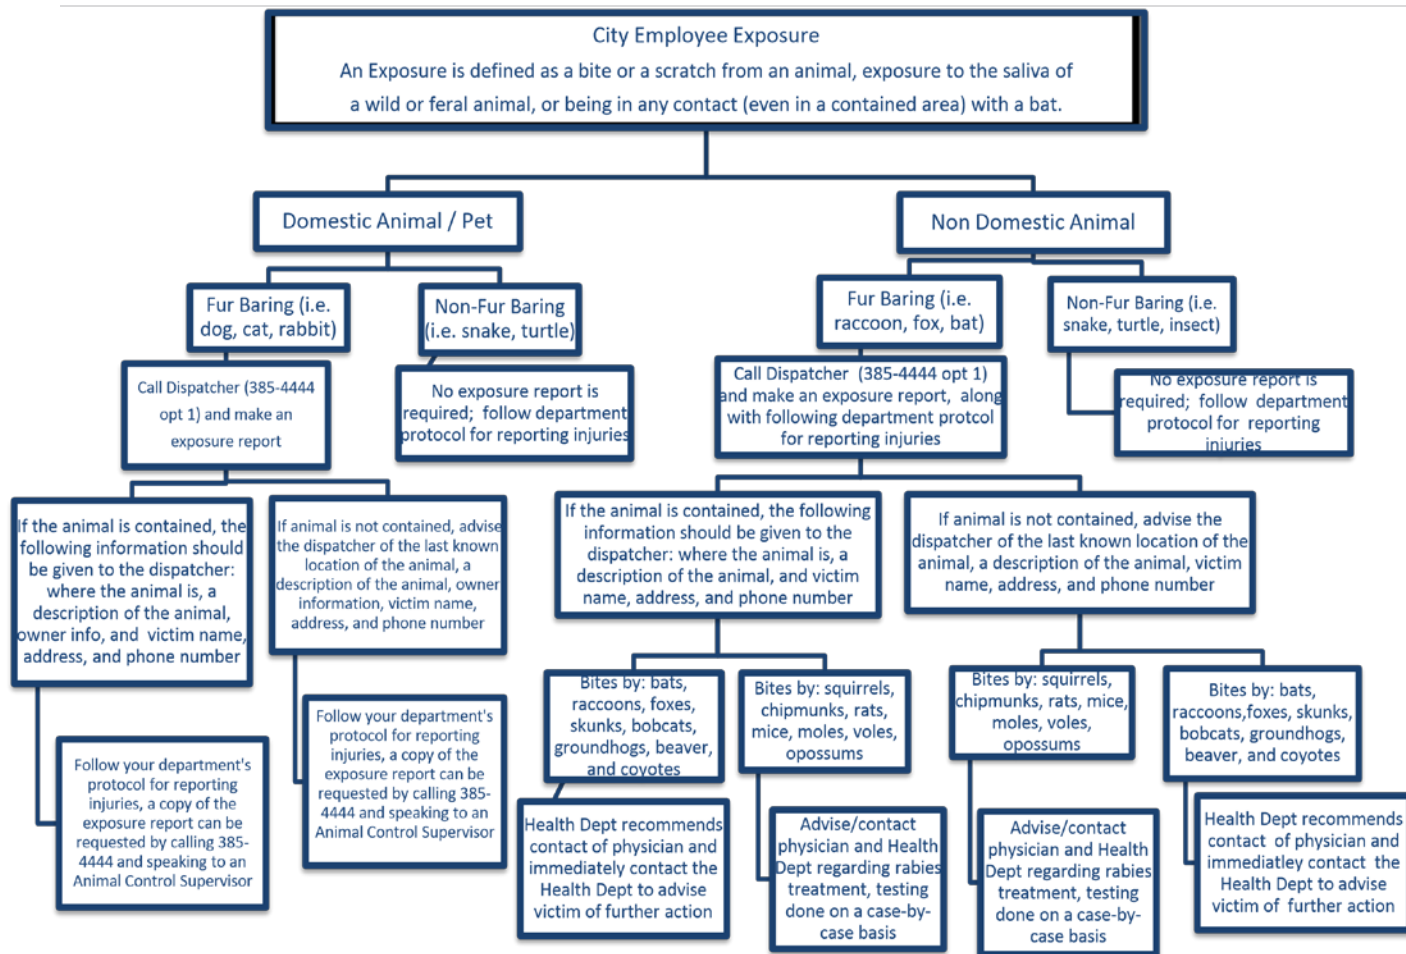 City Employee Exposure
An Exposure is defined as a bite or a scratch from an animal, exposure to the saliva of
a wild or feral animal, or being in any contact (even in a contained area) with a bat.
Domestic Animal / Pet
Non Domestic Animal
Fur Baring (i.e.
dog, cat, rabbit)
Non-Fur Baring
(i.e. snake, turtle)
Fur Baring (i.e.
raccoon, fox, bat)
Non-Fur Baring (i.e.
snake, turtle, insect)
Call Dispatcher (385-4444
opt 1) and make an
exposure report
No exposure report is
required; follow department
protocol for reporting injuries
Call Dispatcher (385-4444 opt 1)
and make an exposure report, along
with following department protcol
for reporting injuries
No exposure report is
required; follow department
protocol for reporting
injuries
If the animal is contained, the
following information should
be given to the dispatcher:
where the animal is, a
description of the animal,
owner info, and victim name,
address, and phone number
If animal is not contained, advise
the dispatcher of the last known
location of the animal, a
description of the animal, owner
information, victim name,
address, and phone number
If the animal is contained, the following
information should be given to the
dispatcher: where the animal is, a
description of the animal, and victim
name, address, and phone number
If animal is not contained, advise the
dispatcher of the last known location of the
animal, a description of the animal, victim
name, address, and phone number
Follow your department's
protocol for reporting
injuries, a copy of the
exposure report can be
requested by calling 385-
4444 and speaking to an
Animal Control Supervisor
Follow your department's
protocol for reporting
injuries, a copy of the
exposure report can be
requested by calling 385-
4444 and speaking to an
Animal Control Supervisor
Bites by: bats,
raccoons, foxes,
skunks, bobcats,
groundhogs, beaver,
and coyotes
Bites by: squirrels,
chipmunks, rats,
mice, moles, voles,
opossums
Bites by: squirrels,
chipmunks, rats, mice,
moles, voles,
opossums
Bites by: bats,
raccoons,foxes, skunks,
bobcats, groundhogs,
beaver, and coyotes
Health Dept recommends
contact of physician and
immediately contact the
Health Dept to advise
victim of further action
Advise/contact
physician and Health
Dept regarding rabies
treatment, testing
done on a case-by-
case basis
Advise/contact
physician and Health
Dept regarding rabies
treatment, testing
done on a case-by-
case basis
Health Dept recommends
contact of physician and
immediatley contact the
Health Dept to advise
victim of further action